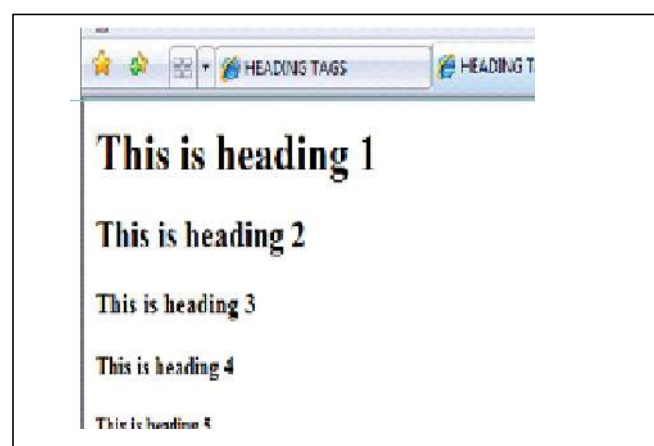 HEADING TAGS HEADING T
This is heading 1
This is heading 2
This is heading 3
This is heading 4
This is heading 5